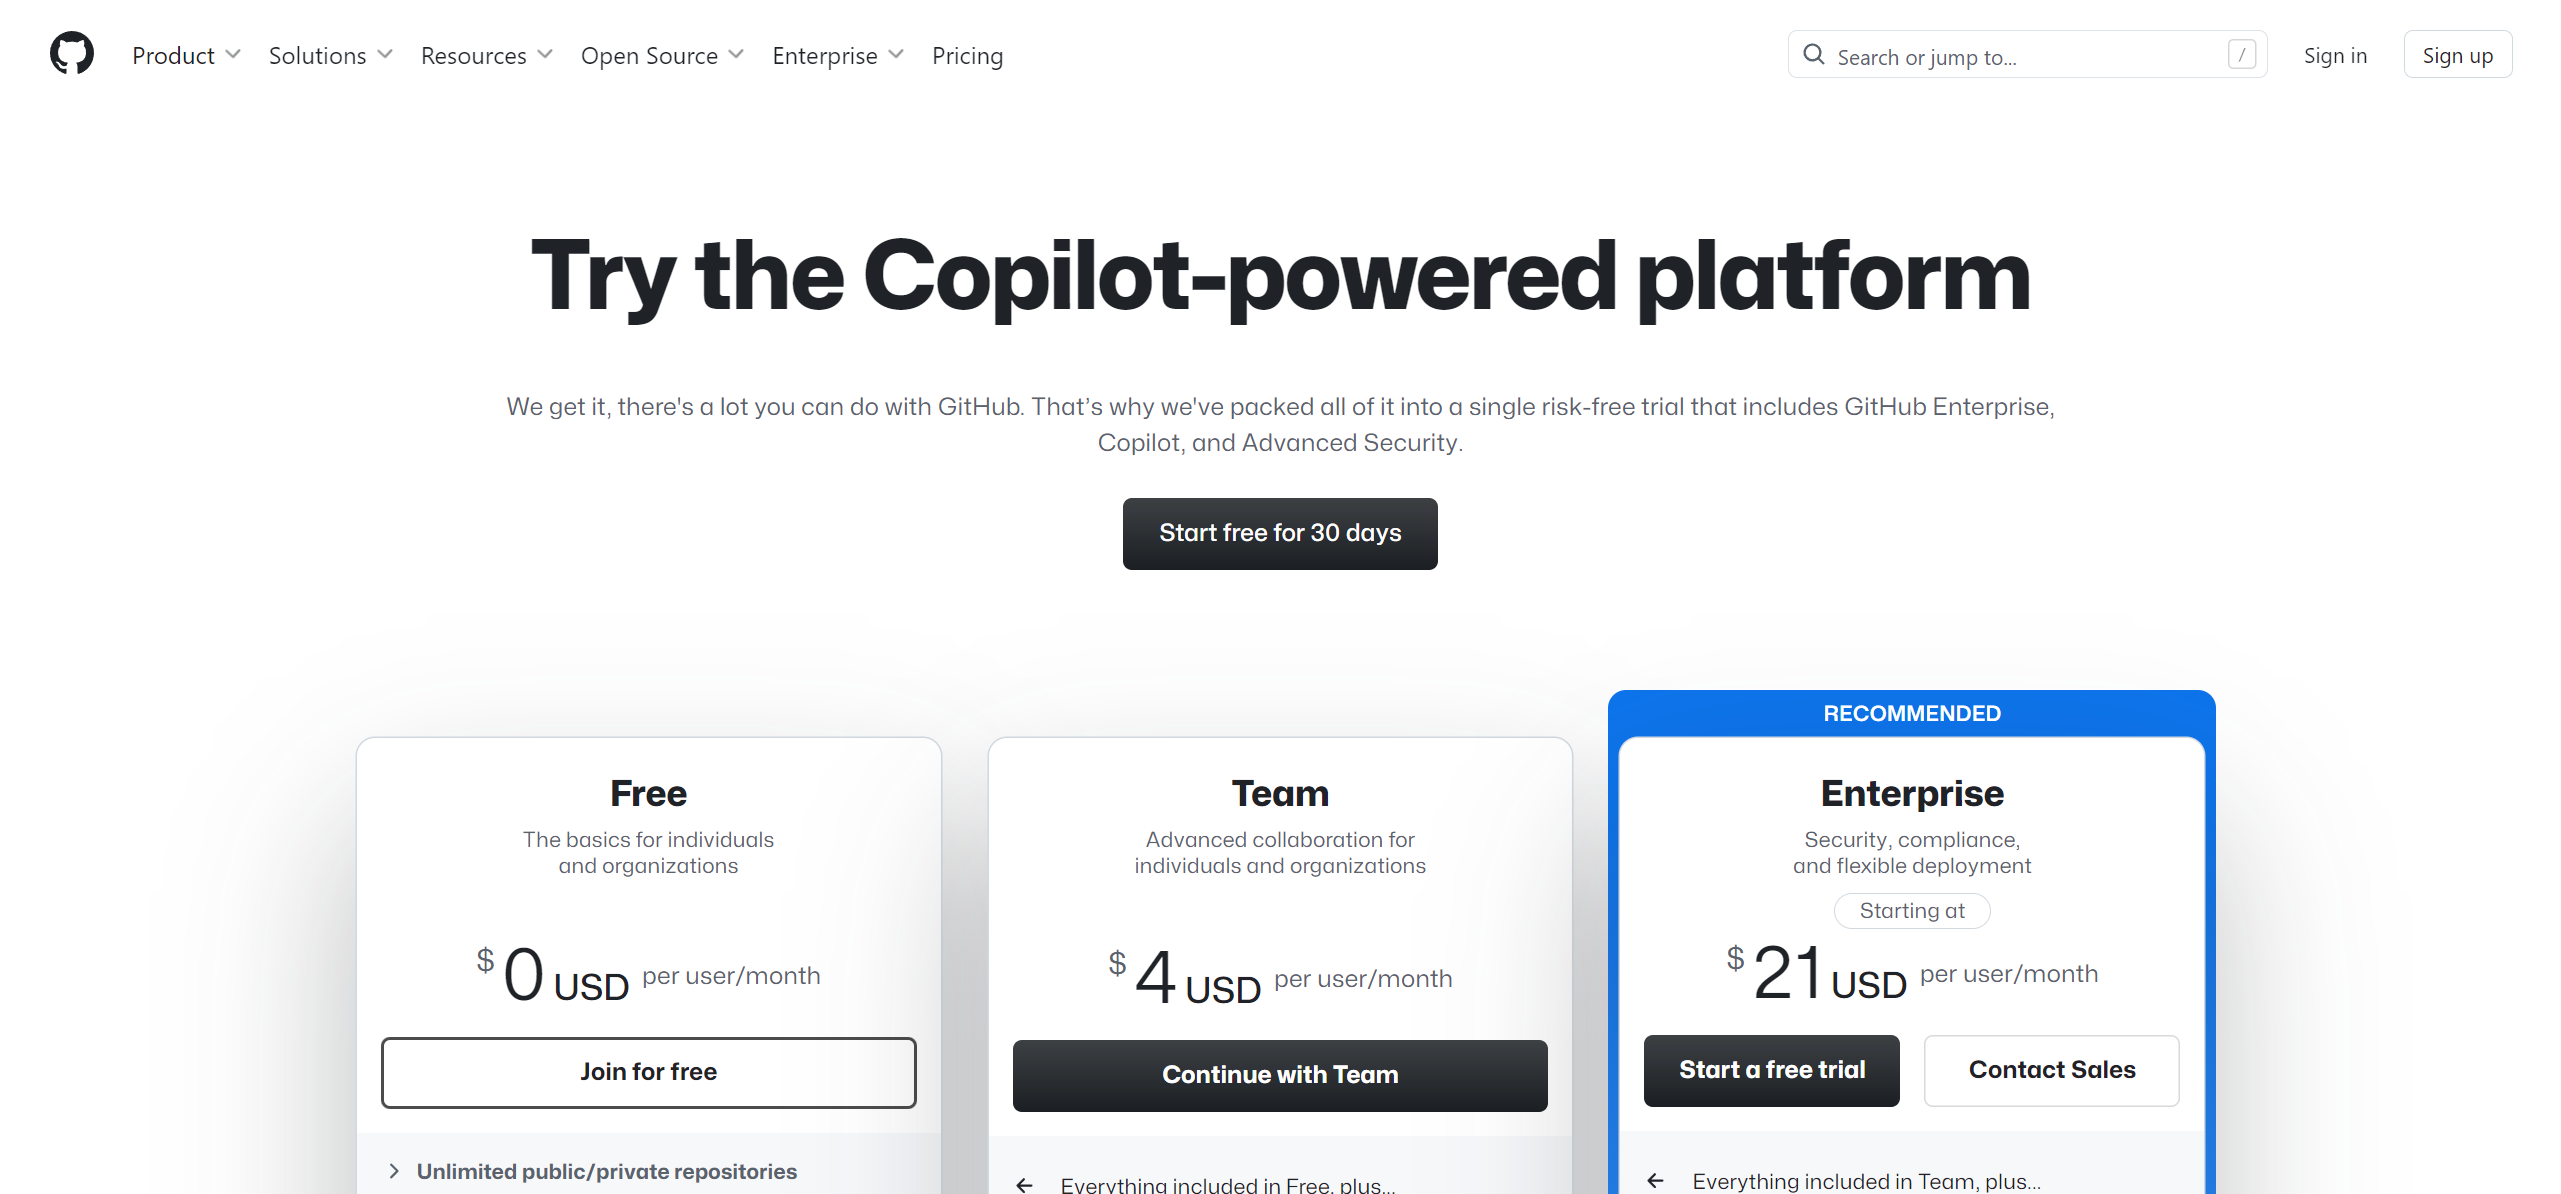 Product Solutions Resources Open Source Enterprise Pricing Search or jump to... / Sign in Sign up
Try the Copilot-powered platform
We get it, there's a lot you can do with GitHub. That’s why we've packed all of it into a single risk-free trial that includes GitHub Enterprise,
Copilot, and Advanced Security.
Start free for 30 days
Free
The basics for individuals
and organizations
$ 0 USD per user/month
Join for free
Unlimited public/private repositories
Team
Advanced collaboration for
individuals and organizations
$ 4 USD per user/month
Continue with Team
Everything included in Free, plus...
RECOMMENDED
Enterprise
Security, compliance,
and flexible deployment
Starting at
$ 21 USD per user/month
Start a free trial Contact Sales
Everything included in Team, plus...